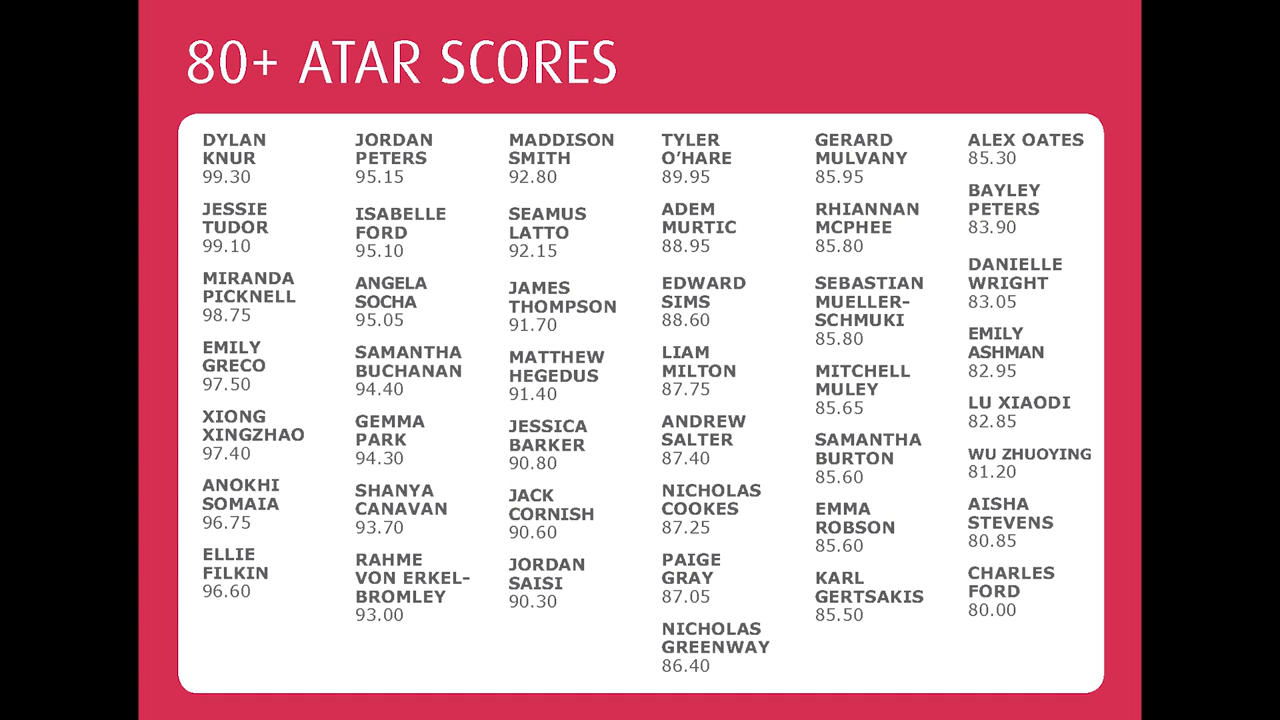 80+ ATAR SCORES
DYLAN
KNUR
99.30
JESSIE
TUDOR
99.10
MIRANDA
PICKNELL
98.75
EMILY
GRECO
97.50
XIONG
XINGZHAO
97.40
ANOKHI
SOMAIA
96.75
ELLIE
FILKIN
96.60
JORDAN
PETERS
95.15
ISABELLE
FORD
95.10
ANGELA
SOCHA
95.05
SAMANTHA
BUCHANAN
94.40
GEMMA
PARK
94.30
SHANYA
CANAVAN
93.70
RAHME
VON ERKEL-
BROMLEY
93.00
MADDISON
SMITH
92.80
SEAMUS
LATTO
92.15
JAMES
THOMPSON
91.70
MATTHEW
HEGEDUS
91.40
JESSICA
BARKER
90.80
JACK
CORNISH
90.60
JORDAN
SAISI
90.30
TYLER
O’HARE
89.95
ADEM
MURTIC
88.95
EDWARD
SIMS
88.60
LIAM
MILTON
87.75
ANDREW
SALTER
87.40
NICHOLAS
COOKES
87.25
PAIGE
GRAY
87.05
NICHOLAS
GREENWAY
86.40
GERARD
MULVANY
85.95
RHIANNAN
MCPHEE
85.80
SEBASTIAN
MUELLER-
SCHMUKI
85.80
MITCHELL
MULEY
85.65
SAMANTHA
BURTON
85.60
EMMA
ROBSON
85.60
KARL
GERTSAKIS
85.50
ALEX OATES
85.30
BAYLEY
PETERS
83.90
DANIELLE
WRIGHT
83.05
EMILY
ASHMAN
82.95
LU XIAODI
82.85
WU ZHUOYING
81.20
AISHA
STEVENS
80.85
CHARLES
FORD
80.00